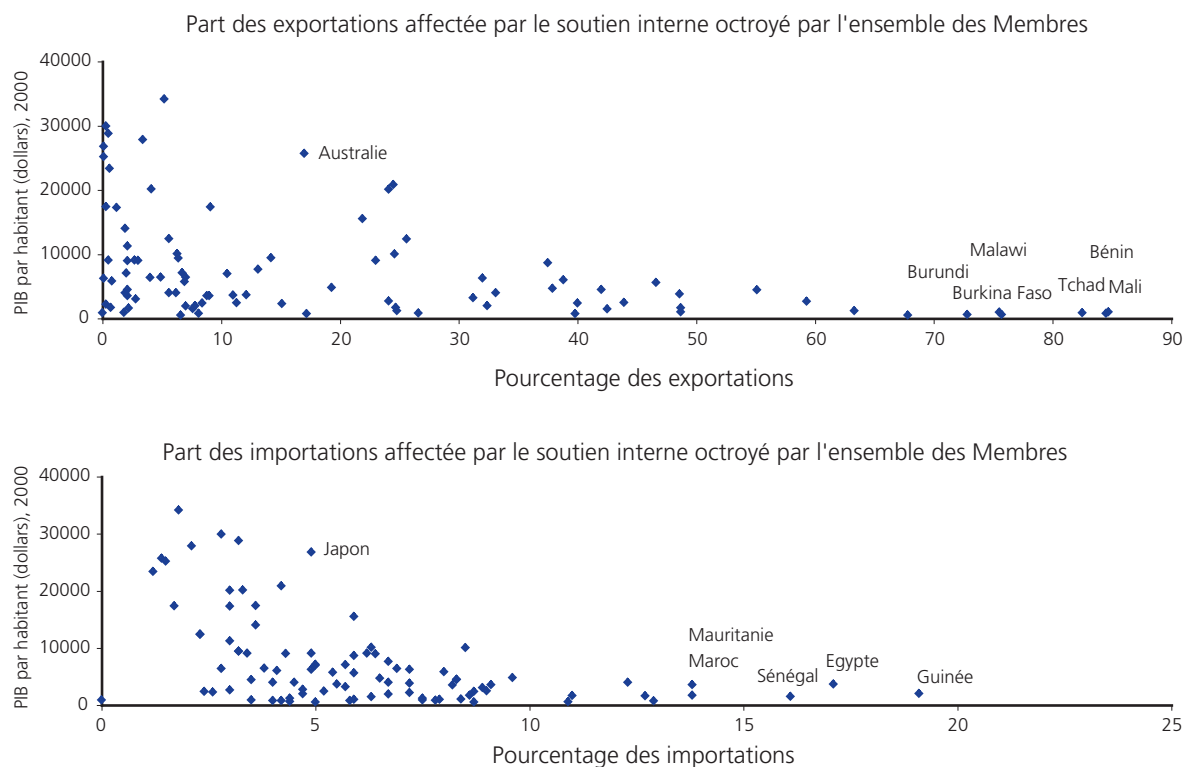 Part des exportations affectée par le soutien interne octroyé par l'ensemble des Membres
PIB par habitant (dollars), 2000
40000
30000
20000
10000
0
Australie
Malawi
Bénin
Burundi
Burkina Faso
Tchad
Mali
0 10 20 30 40 50 60 70 80 90
Pourcentage des exportations
Part des importations affectée par le soutien interne octroyé par l'ensemble des Membres
PIB par habitant (dollars), 2000
40000
30000
20000
10000
0
Japon
Mauritanie
Maroc
Sénégal
Egypte
Guinée
0 5 10 15 20 25
Pourcentage des importations